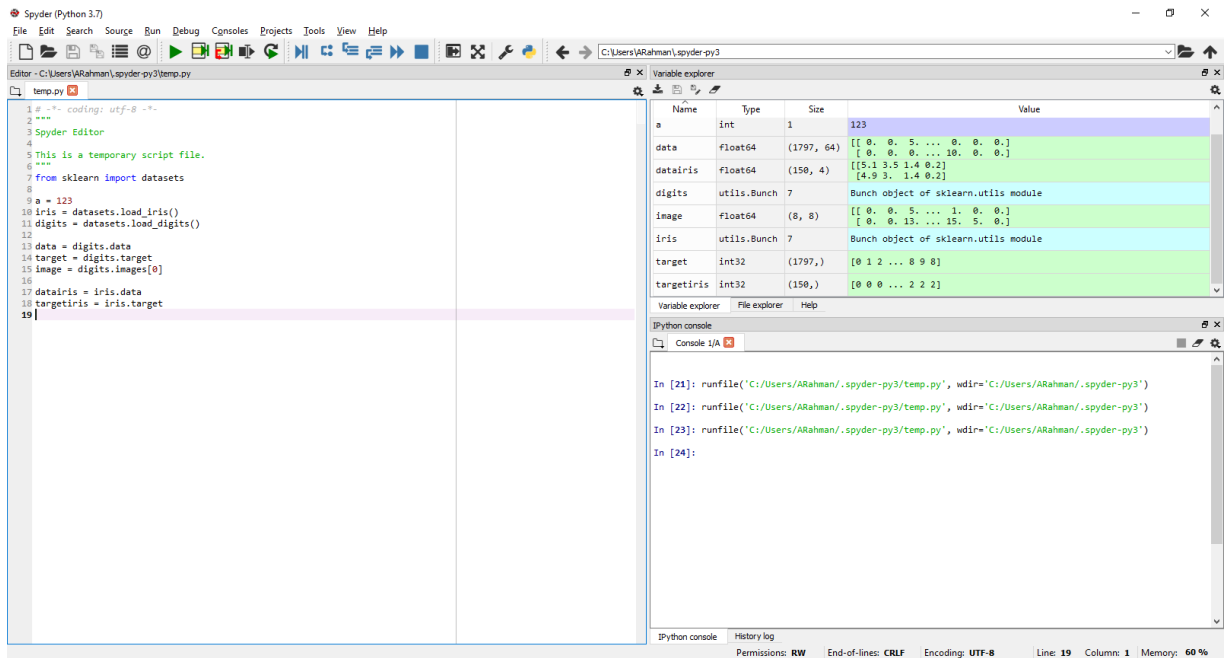 Spyder (Python 3.7)
File Edit Search Source Run Debug Consoles Projects Tools View Help
C:\Users\ARahman\.spyder-py3
Editor - C:\Users\ARahman\.spyder-py3\temp.py
temp.py
1 # -*- coding: utf-8 -*-
2 """
3 Spyder Editor
4
5 This is a temporary script file.
6 """
7 from sklearn import datasets
8
9 a = 123
10 iris = datasets.load_iris()
11 digits = datasets.load_digits()
12
13 data = digits.data
14 target = digits.target
15 image = digits.images[0]
16
17 datairis = iris.data
18 targetiris = iris.target
19
Variable explorer
Name Type Size Value
a int 1 123
data float64 (1797, 64) [[ 0. 0. 5. ... 0. 0. 0.]
[ 0. 0. 0. ... 10. 0. 0.]
datairis float64 (150, 4) [[5.1 3.5 1.4 0.2]
[4.9 3. 1.4 0.2]
digits utils.Bunch 7 Bunch object of sklearn.utils module
image float64 (8, 8) [[ 0. 0. 5. ... 1. 0. 0.]
[ 0. 0. 13. ... 15. 5. 0.]
iris utils.Bunch 7 Bunch object of sklearn.utils module
target int32 (1797,) [0 1 2 ... 8 9 8]
targetiris int32 (150,) [0 0 0 ... 2 2 2]
Variable explorer File explorer Help
IPython console
Console 1/A
In [21]: runfile('C:/Users/ARahman/.spyder-py3/temp.py', wdir='C:/Users/ARahman/.spyder-py3')
In [22]: runfile('C:/Users/ARahman/.spyder-py3/temp.py', wdir='C:/Users/ARahman/.spyder-py3')
In [23]: runfile('C:/Users/ARahman/.spyder-py3/temp.py', wdir='C:/Users/ARahman/.spyder-py3')
In [24]:
IPython console History log
Permissions: RW End-of-lines: CRLF Encoding: UTF-8 Line: 19 Column: 1 Memory: 60 %